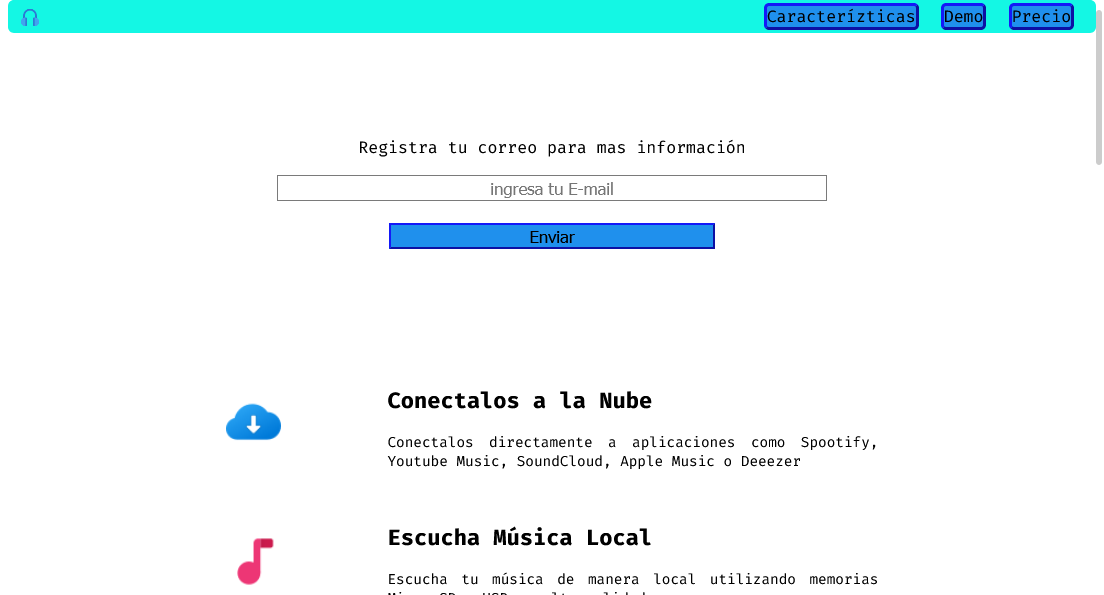 Caracterízticas Demo Precio
Registra tu correo para mas información
ingresa tu E-mail
Enviar
Conectalos a la Nube
Conectalos directamente a aplicaciones como Spootify,
Youtube Music, SoundCloud, Apple Music o Deeezer
Escucha Música Local
Escucha tu música de manera local utilizando memorias